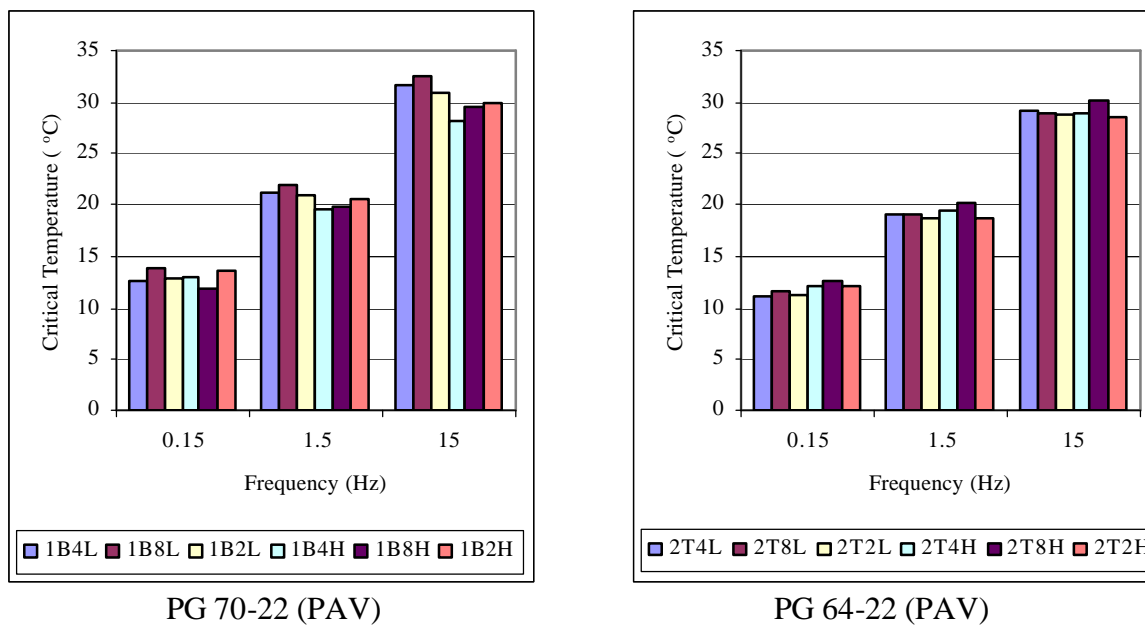 35
30
25
20
15
10
5
0
Critical Temperature ( °C)
0.15 1.5 15
Frequency (Hz)
1B4L 1B8L 1B2L 1B4H 1B8H 1B2H
PG 70-22 (PAV)
35
30
25
20
15
10
5
0
Critical Temperature ( °C)
0.15 1.5 15
Frequency (Hz)
2T4L 2T8L 2T2L 2T4H 2T8H 2T2H
PG 64-22 (PAV)